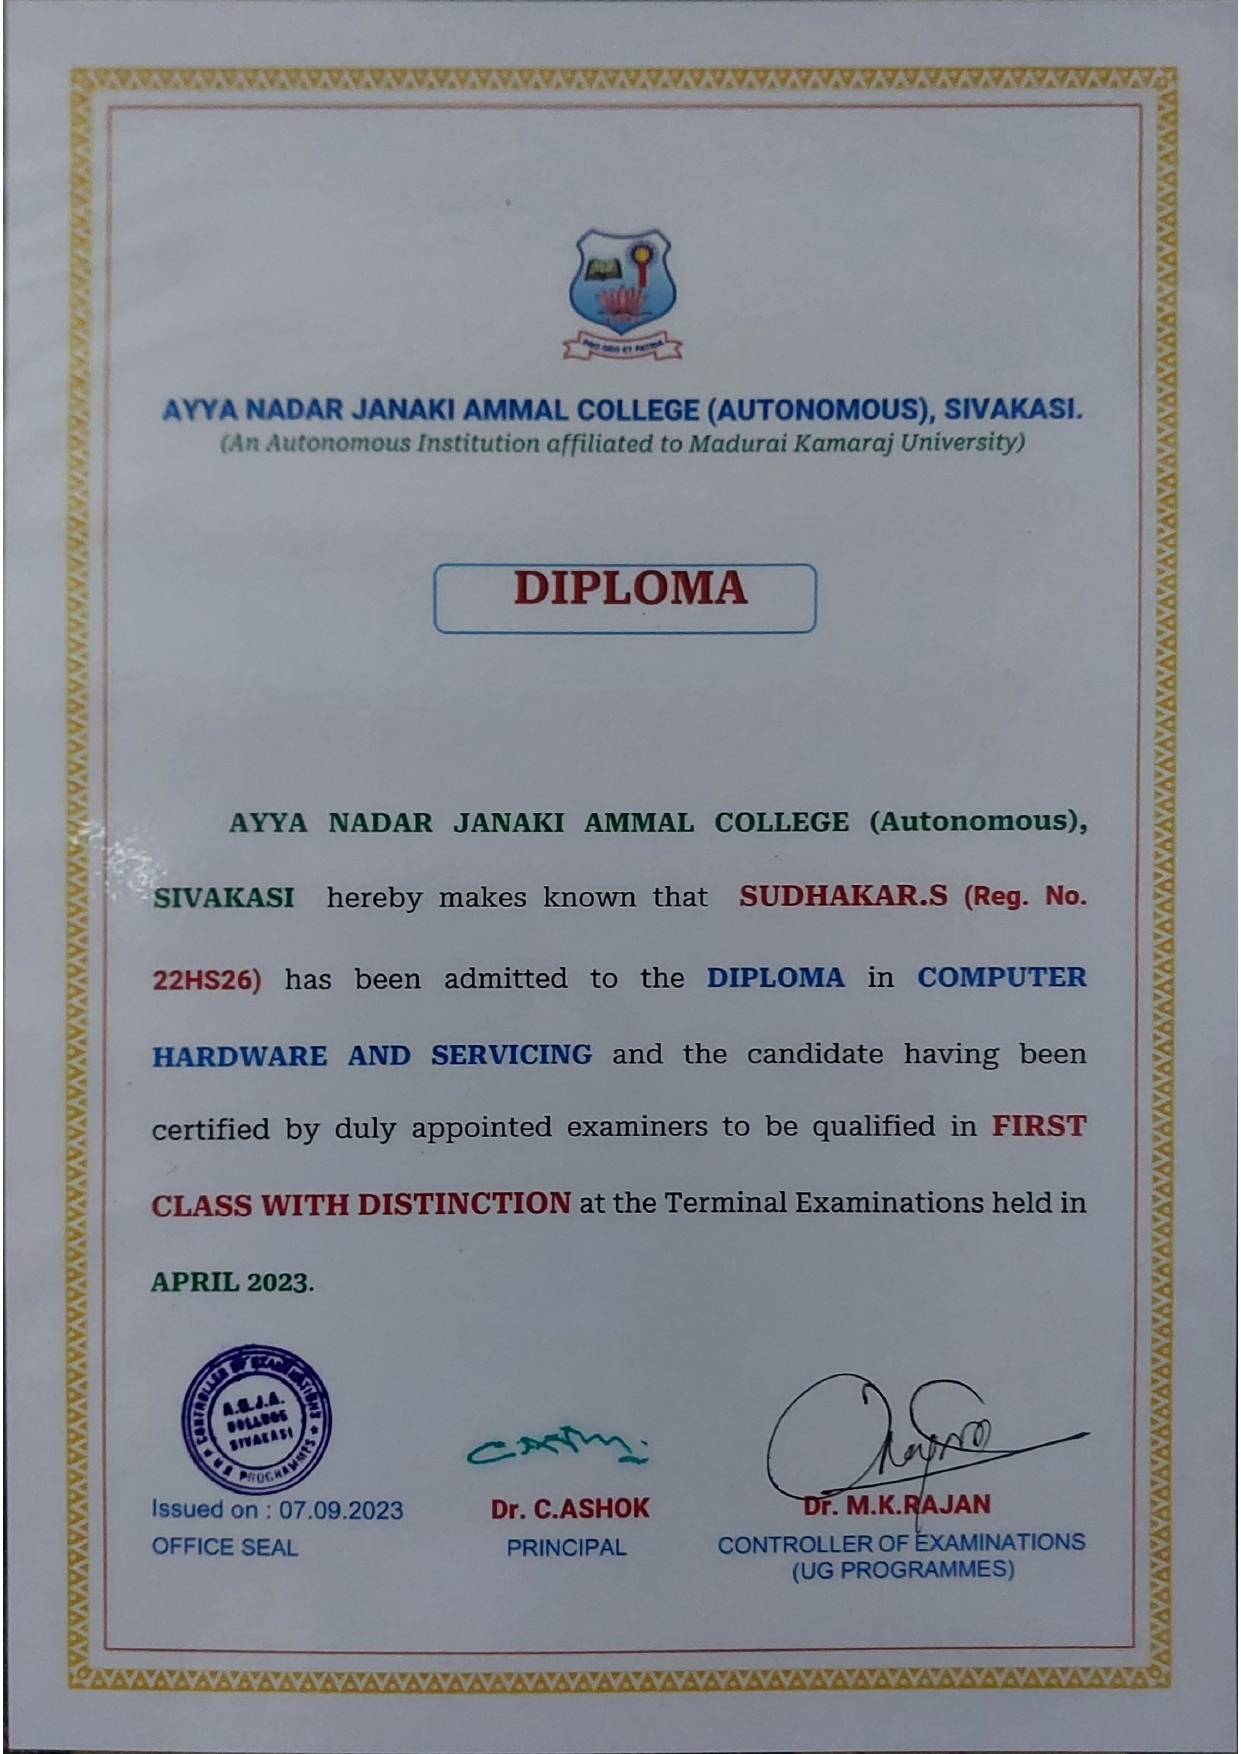 PRO DEO ET PATRIA
AYYA NADAR JANAKI AMMAL COLLEGE (AUTONOMOUS), SIVAKASI.
(An Autonomous Institution affiliated to Madurai Kamaraj University)
DIPLOMA
AYYA NADAR JANAKI AMMAL COLLEGE (Autonomous),
SIVAKASI hereby makes known that SUDHAKAR.S (Reg. No.
22HS26) has been admitted to the DIPLOMA in COMPUTER
HARDWARE AND SERVICING and the candidate having been
certified by duly appointed examiners to be qualified in FIRST
CLASS WITH DISTINCTION at the Terminal Examinations held in
APRIL 2023.
CONTROLLER OF EXAMINATIONS
A.N.J.A.
COLLEGE
SIVAKASI
* U G PROGRAMMES *
Issued on : 07.09.2023
OFFICE SEAL
Dr. C.ASHOK
PRINCIPAL
Dr. M.K.RAJAN
CONTROLLER OF EXAMINATIONS
(UG PROGRAMMES)